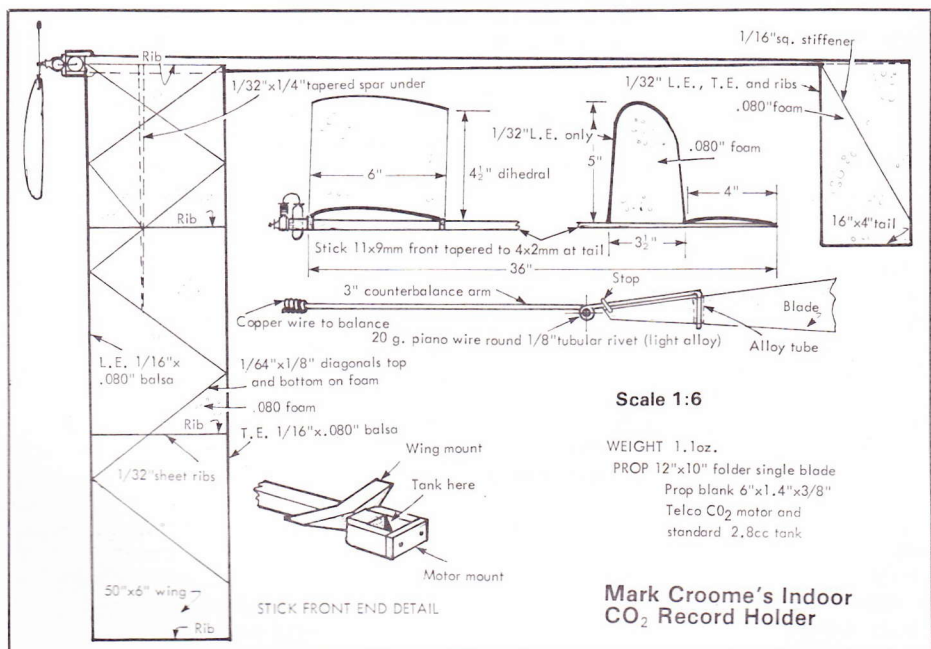 Rib
1/32"x1/4"tapered spar under
1/16"sq. stiffener
1/32" L.E., T.E. and ribs
.080"foam
1/32"L.E. only
.080" foam
6"
4½" dihedral
5"
4"
Rib
16"x4"tail
Stick 11x9mm front tapered to 4x2mm at tail
3½"
36"
Stop
3" counterbalance arm
Copper wire to balance
Blade
20 g. piano wire round 1/8"tubular rivet (light alloy)
Alloy tube
L.E. 1/16"x
.080" balsa
1/64"x1/8" diagonals top
and bottom on foam
.080 foam
Rib
T.E. 1/16"x.080" balsa
1/32"sheet ribs
Scale 1:6
WEIGHT 1.1oz.
PROP 12"x10" folder single blade
Prop blank 6"x1.4"x3/8"
Telco CO₂ motor and
standard 2.8cc tank
Wing mount
Tank here
Motor mount
STICK FRONT END DETAIL
50"x6" wing
Rib
Mark Croome's Indoor
CO₂ Record Holder